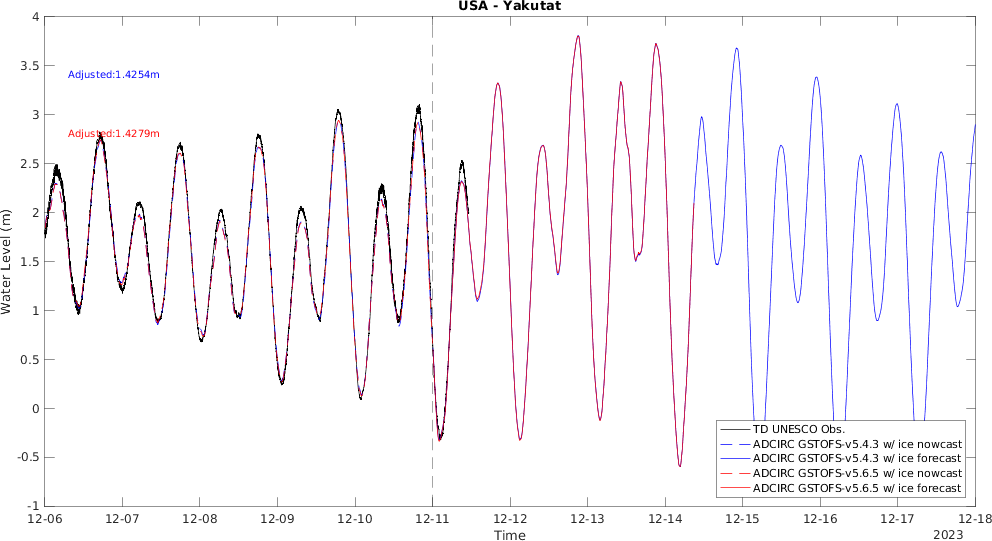 USA - Yakutat
4
3.5
3
2.5
2
1.5
1
0.5
0
-0.5
-1
Water Level (m)
Adjusted:1.4254m
Adjusted:1.4279m
TD UNESCO Obs.
ADCIRC GSTOFS-v5.4.3 w/ ice nowcast
ADCIRC GSTOFS-v5.4.3 w/ ice forecast
ADCIRC GSTOFS-v5.6.5 w/ ice nowcast
ADCIRC GSTOFS-v5.6.5 w/ ice forecast
12-06 12-07 12-08 12-09 12-10 12-11 12-12 12-13 12-14 12-15 12-16 12-17 12-18
Time
2023